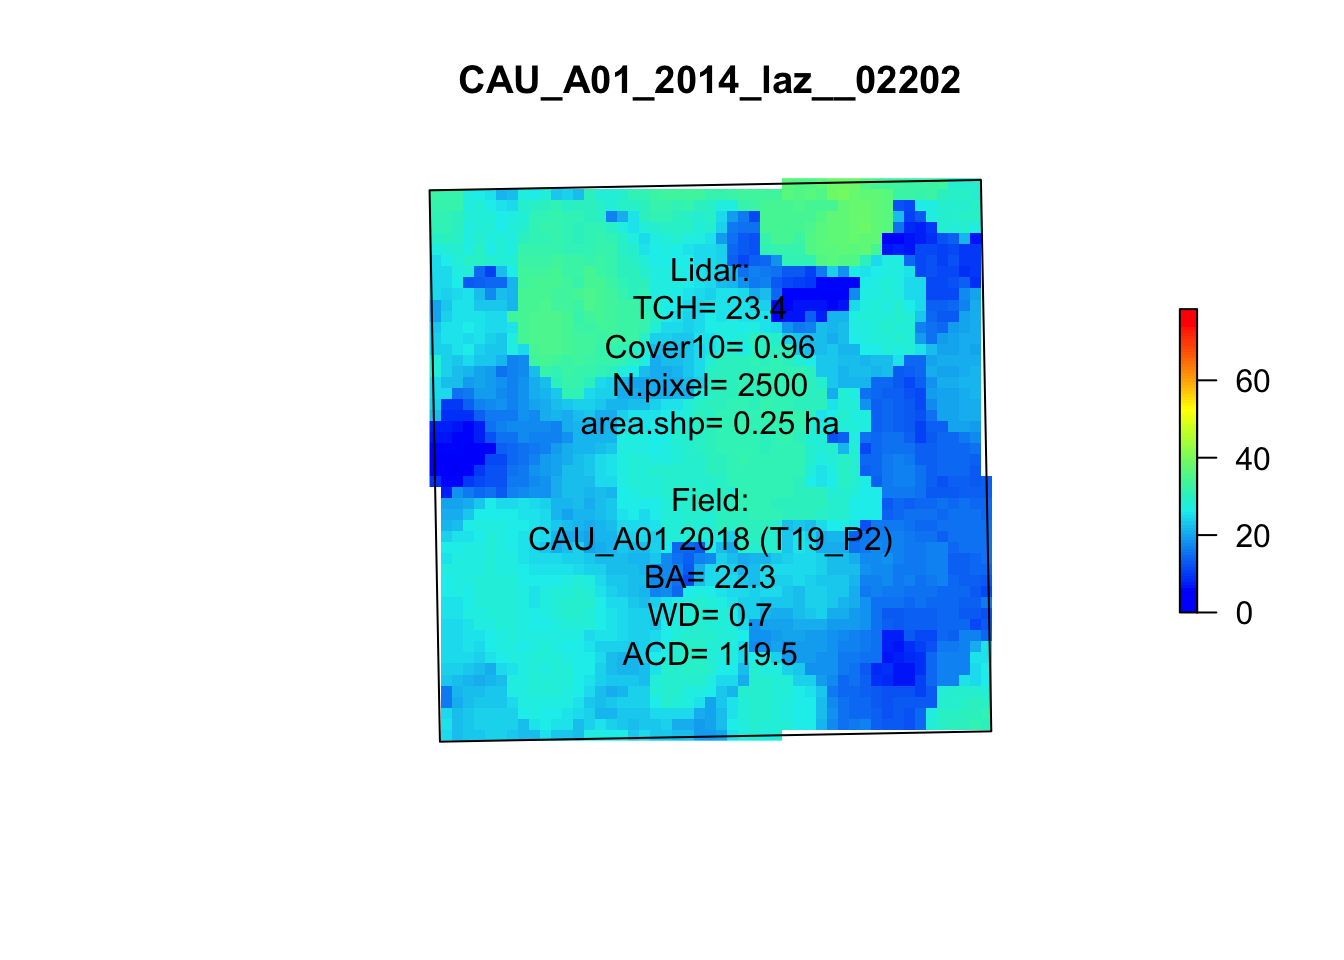 CAU_A01_2014_laz__02202
Lidar:
TCH= 23.4
Cover10= 0.96
N.pixel= 2500
area.shp= 0.25 ha
Field:
CAU_A01 2018 (T19_P2)
BA= 22.3
WD= 0.7
ACD= 119.5
60
40
20
0